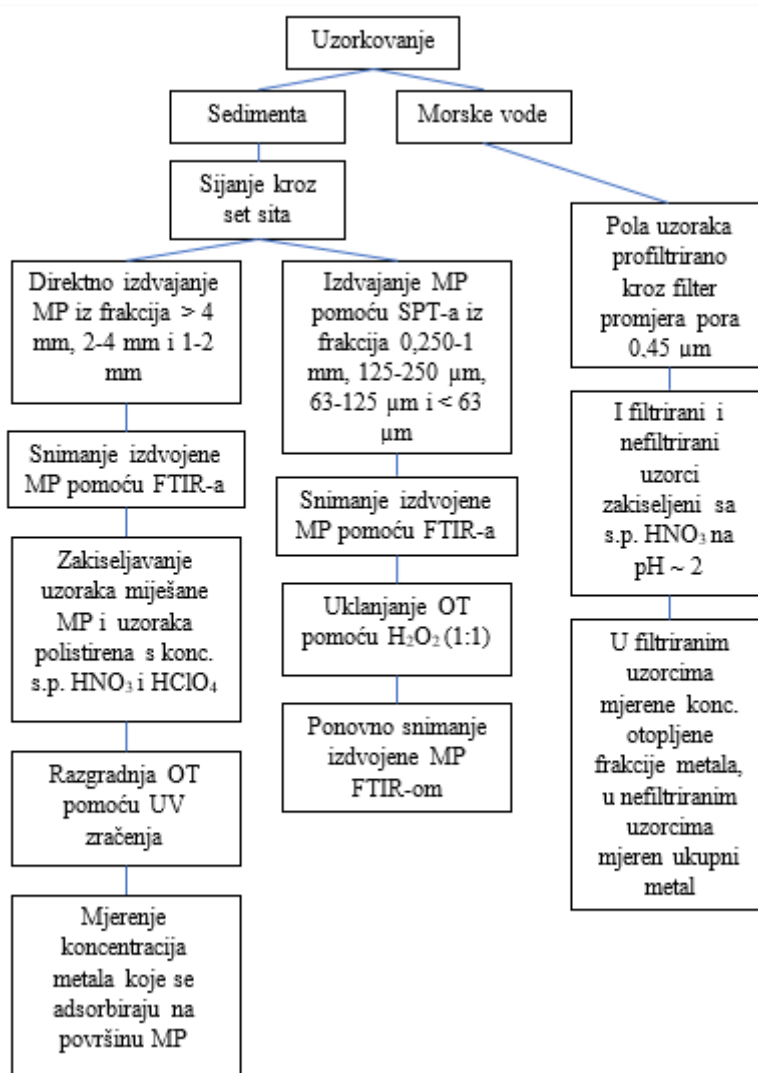 Uzorkovanje
Sedimenta
Morske vode
Sijanje kroz
set sita
Direktno izdvajanje
MP iz frakcija > 4
mm, 2-4 mm i 1-2
mm
Snimanje izdvojene
MP pomoću FTIR-a
Zakiseljavanje
uzoraka miješane
MP i uzoraka
polistirena s konc.
s.p. HNO₃ i HClO₄
Razgradnja OT
pomoću UV
zračenja
Mjerenje
koncentracija
metala koje se
adsorbiraju na
površinu MP
Izdvajanje MP
pomoću SPT-a iz
frakcija 0,250-1
mm, 125-250 µm,
63-125 µm i < 63
µm
Snimanje izdvojene
MP pomoću FTIR-a
Uklanjanje OT
pomoću H₂O₂ (1:1)
Ponovno snimanje
izdvojene MP
FTIR-om
Pola uzoraka
profiltrirano
kroz filter
promjera pora
0,45 µm
I filtrirani i
nefiltrirani
uzorci
zakiseljeni sa
s.p. HNO₃ na
pH ~ 2
U filtriranim
uzorcima
mjerene konc.
otopljene
frakcije metala,
u nefiltriranim
uzorcima
mjeren ukupni
metal